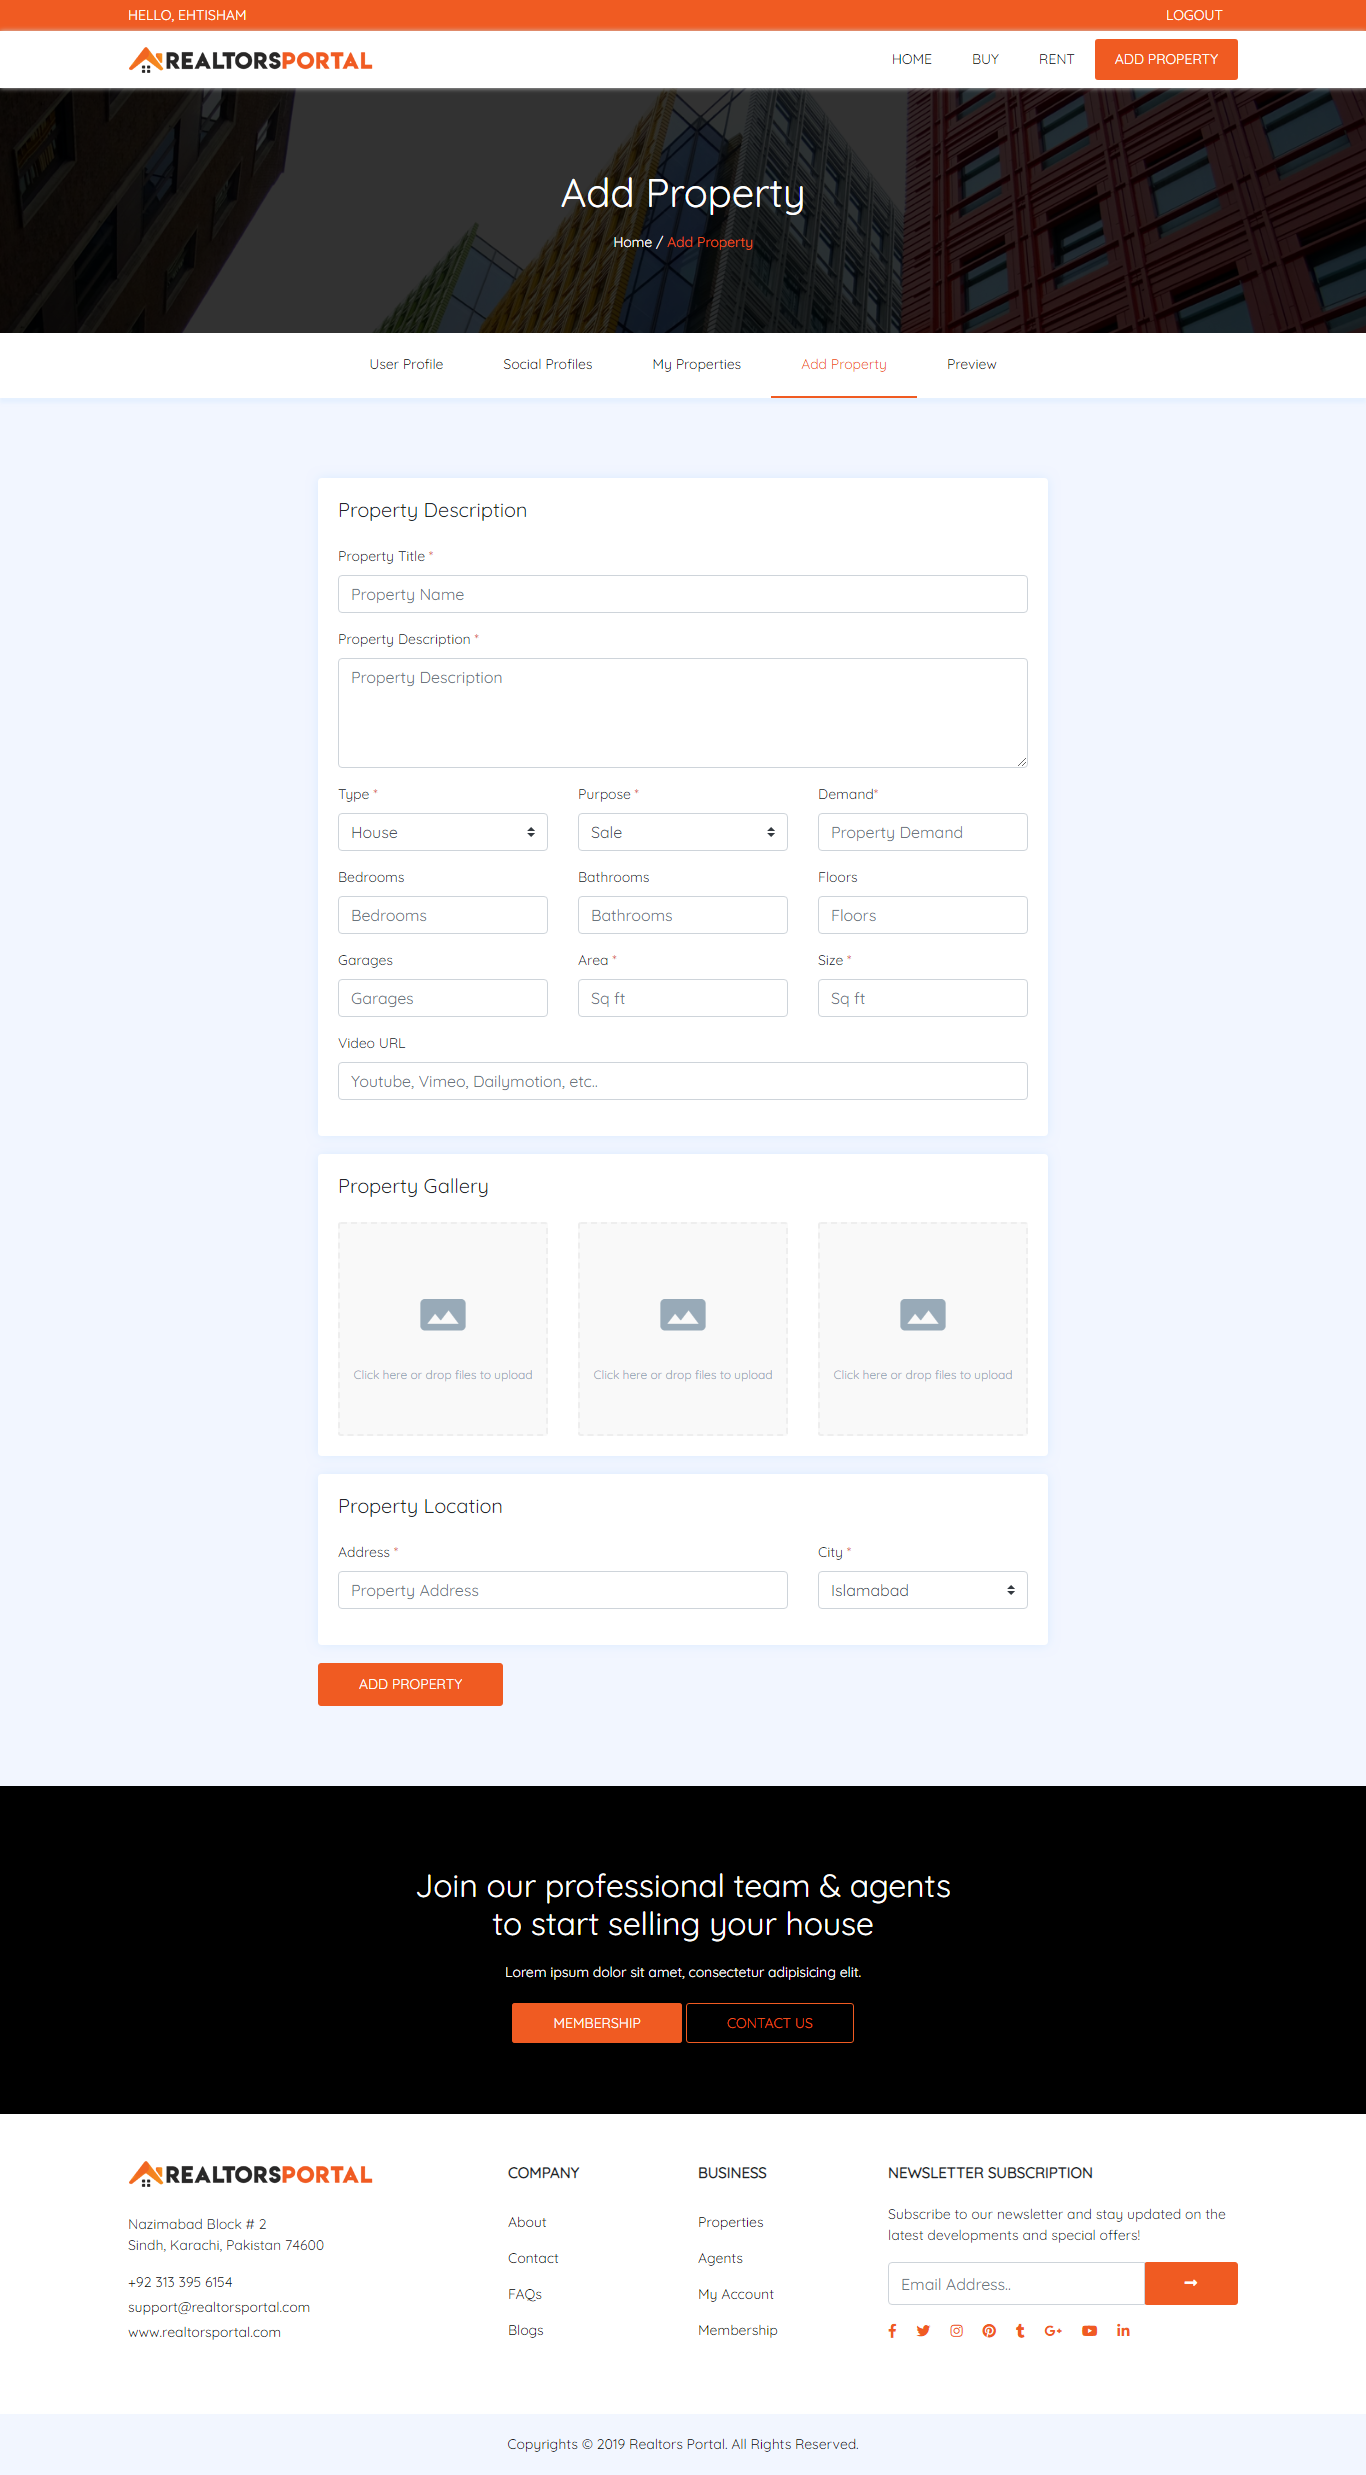 HELLO, EHTISHAM
LOGOUT
REALTORSPORTAL
HOME
BUY
RENT
ADD PROPERTY
Add Property
Home / Add Property
User Profile
Social Profiles
My Properties
Add Property
Preview
Property Description
Property Title *
Property Name
Property Description *
Property Description
Type *
Purpose *
Demand*
House
Sale
Property Demand
Bedrooms
Bathrooms
Floors
Bedrooms
Bathrooms
Floors
Garages
Area *
Size *
Garages
Sq ft
Sq ft
Video URL
Youtube, Vimeo, Dailymotion, etc..
Property Gallery
Click here or drop files to upload
Click here or drop files to upload
Click here or drop files to upload
Property Location
Address *
City *
Property Address
Islamabad
ADD PROPERTY
Join our professional team & agents
to start selling your house
Lorem ipsum dolor sit amet, consectetur adipisicing elit.
MEMBERSHIP
CONTACT US
REALTORSPORTAL
Nazimabad Block # 2
Sindh, Karachi, Pakistan 74600
+92 313 395 6154
support@realtorsportal.com
www.realtorsportal.com
COMPANY
About
Contact
FAQs
Blogs
BUSINESS
Properties
Agents
My Account
Membership
NEWSLETTER SUBSCRIPTION
Subscribe to our newsletter and stay updated on the
latest developments and special offers!
Email Address..
Copyrights © 2019 Realtors Portal. All Rights Reserved.